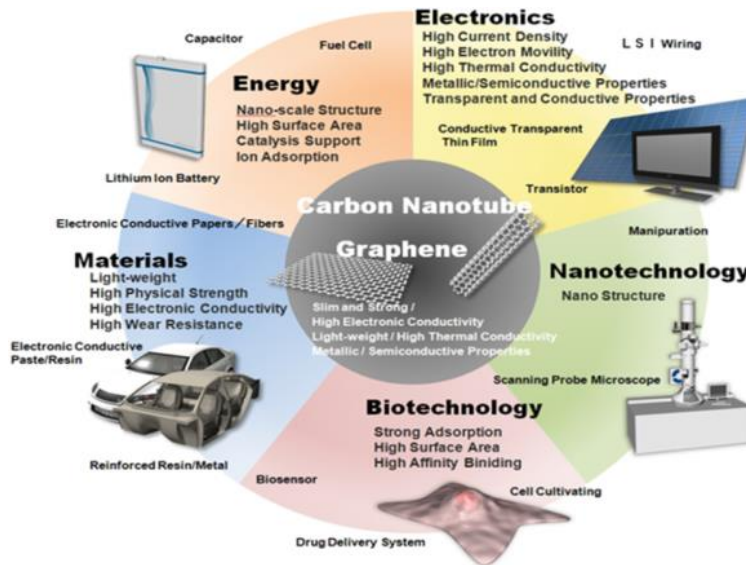 Electronics
High Current Density
High Electron Movility
High Thermal Conductivity
Metallic/Semiconductive Properties
Transparent and Conductive Properties
LSI Wiring
Conductive Transparent
Thin Film
Transistor
Capacitor
Fuel Cell
Energy
Nano-scale Structure
High Surface Area
Catalysis Support
Ion Adsorption
Lithium Ion Battery
Carbon Nanotube
Graphene
Slim and Strong /
High Electronic Conductivity
Light-weight / High Thermal Conductivity
Metallic / Semiconductive Properties
Electronic Conductive Papers/Fibers
Materials
Light-weight
High Physical Strength
High Electronic Conductivity
High Wear Resistance
Electronic Conductive
Paste/Resin
Reinforced Resin/Metal
Manipuration
Nanotechnology
Nano Structure
Scanning Probe Microscope
Biotechnology
Strong Adsorption
High Surface Area
High Affinity Biniding
Biosensor
Cell Cultivating
Drug Delivery System